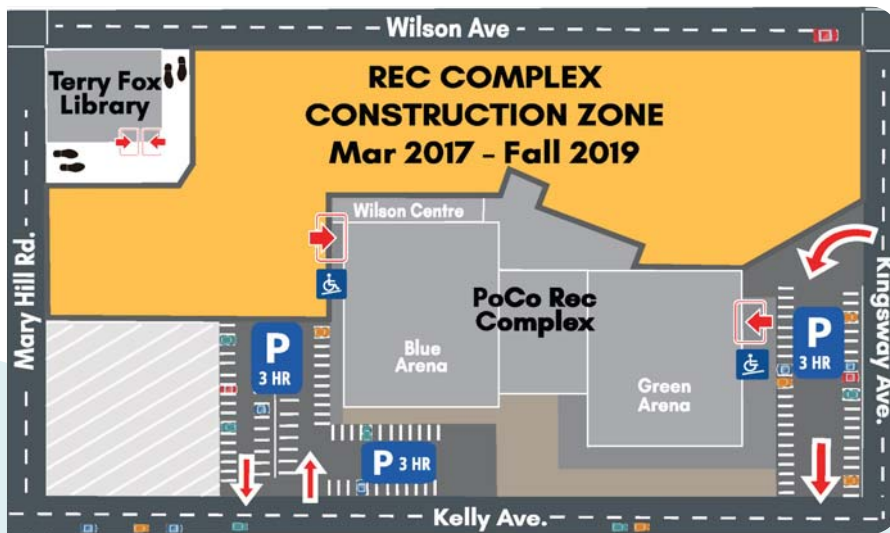 Wilson Ave
Terry Fox
Library
REC COMPLEX
CONSTRUCTION ZONE
Mar 2017 - Fall 2019
Wilson Centre
Mary Hill Rd.
Kingsway Ave.
PoCo Rec
Complex
P
3 HR
Blue
Arena
Green
Arena
P
3 HR
P 3 HR
Kelly Ave.